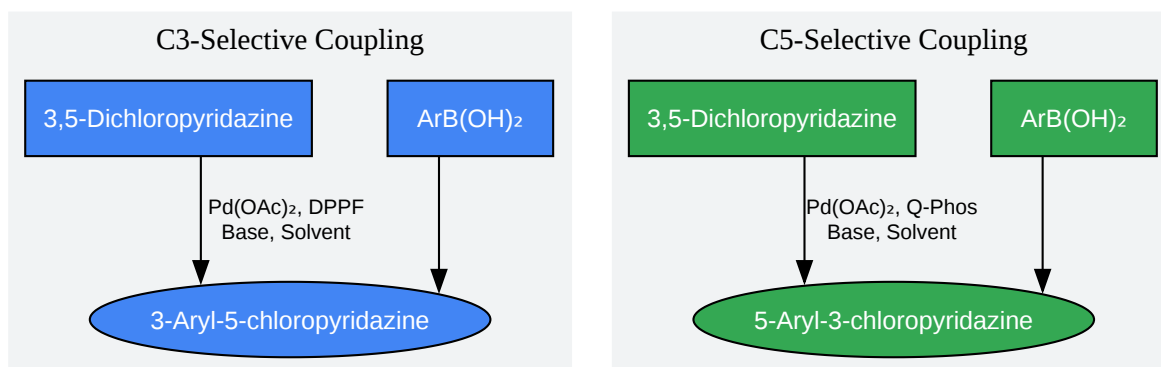 C3-Selective Coupling
3,5-Dichloropyridazine
ArB(OH)₂
Pd(OAc)₂, DPPF
Base, Solvent
3-Aryl-5-chloropyridazine
C5-Selective Coupling
3,5-Dichloropyridazine
ArB(OH)₂
Pd(OAc)₂, Q-Phos
Base, Solvent
5-Aryl-3-chloropyridazine